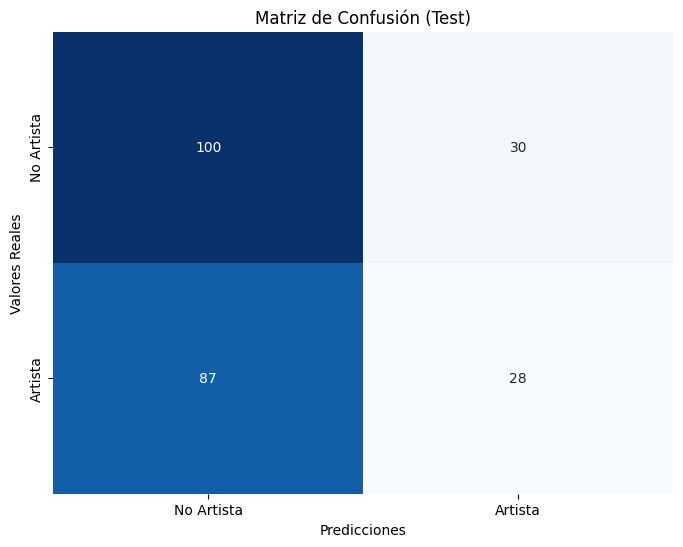 Matriz de Confusión (Test)
Valores Reales
No Artista
100
30
Artista
87
28
No Artista
Artista
Predicciones